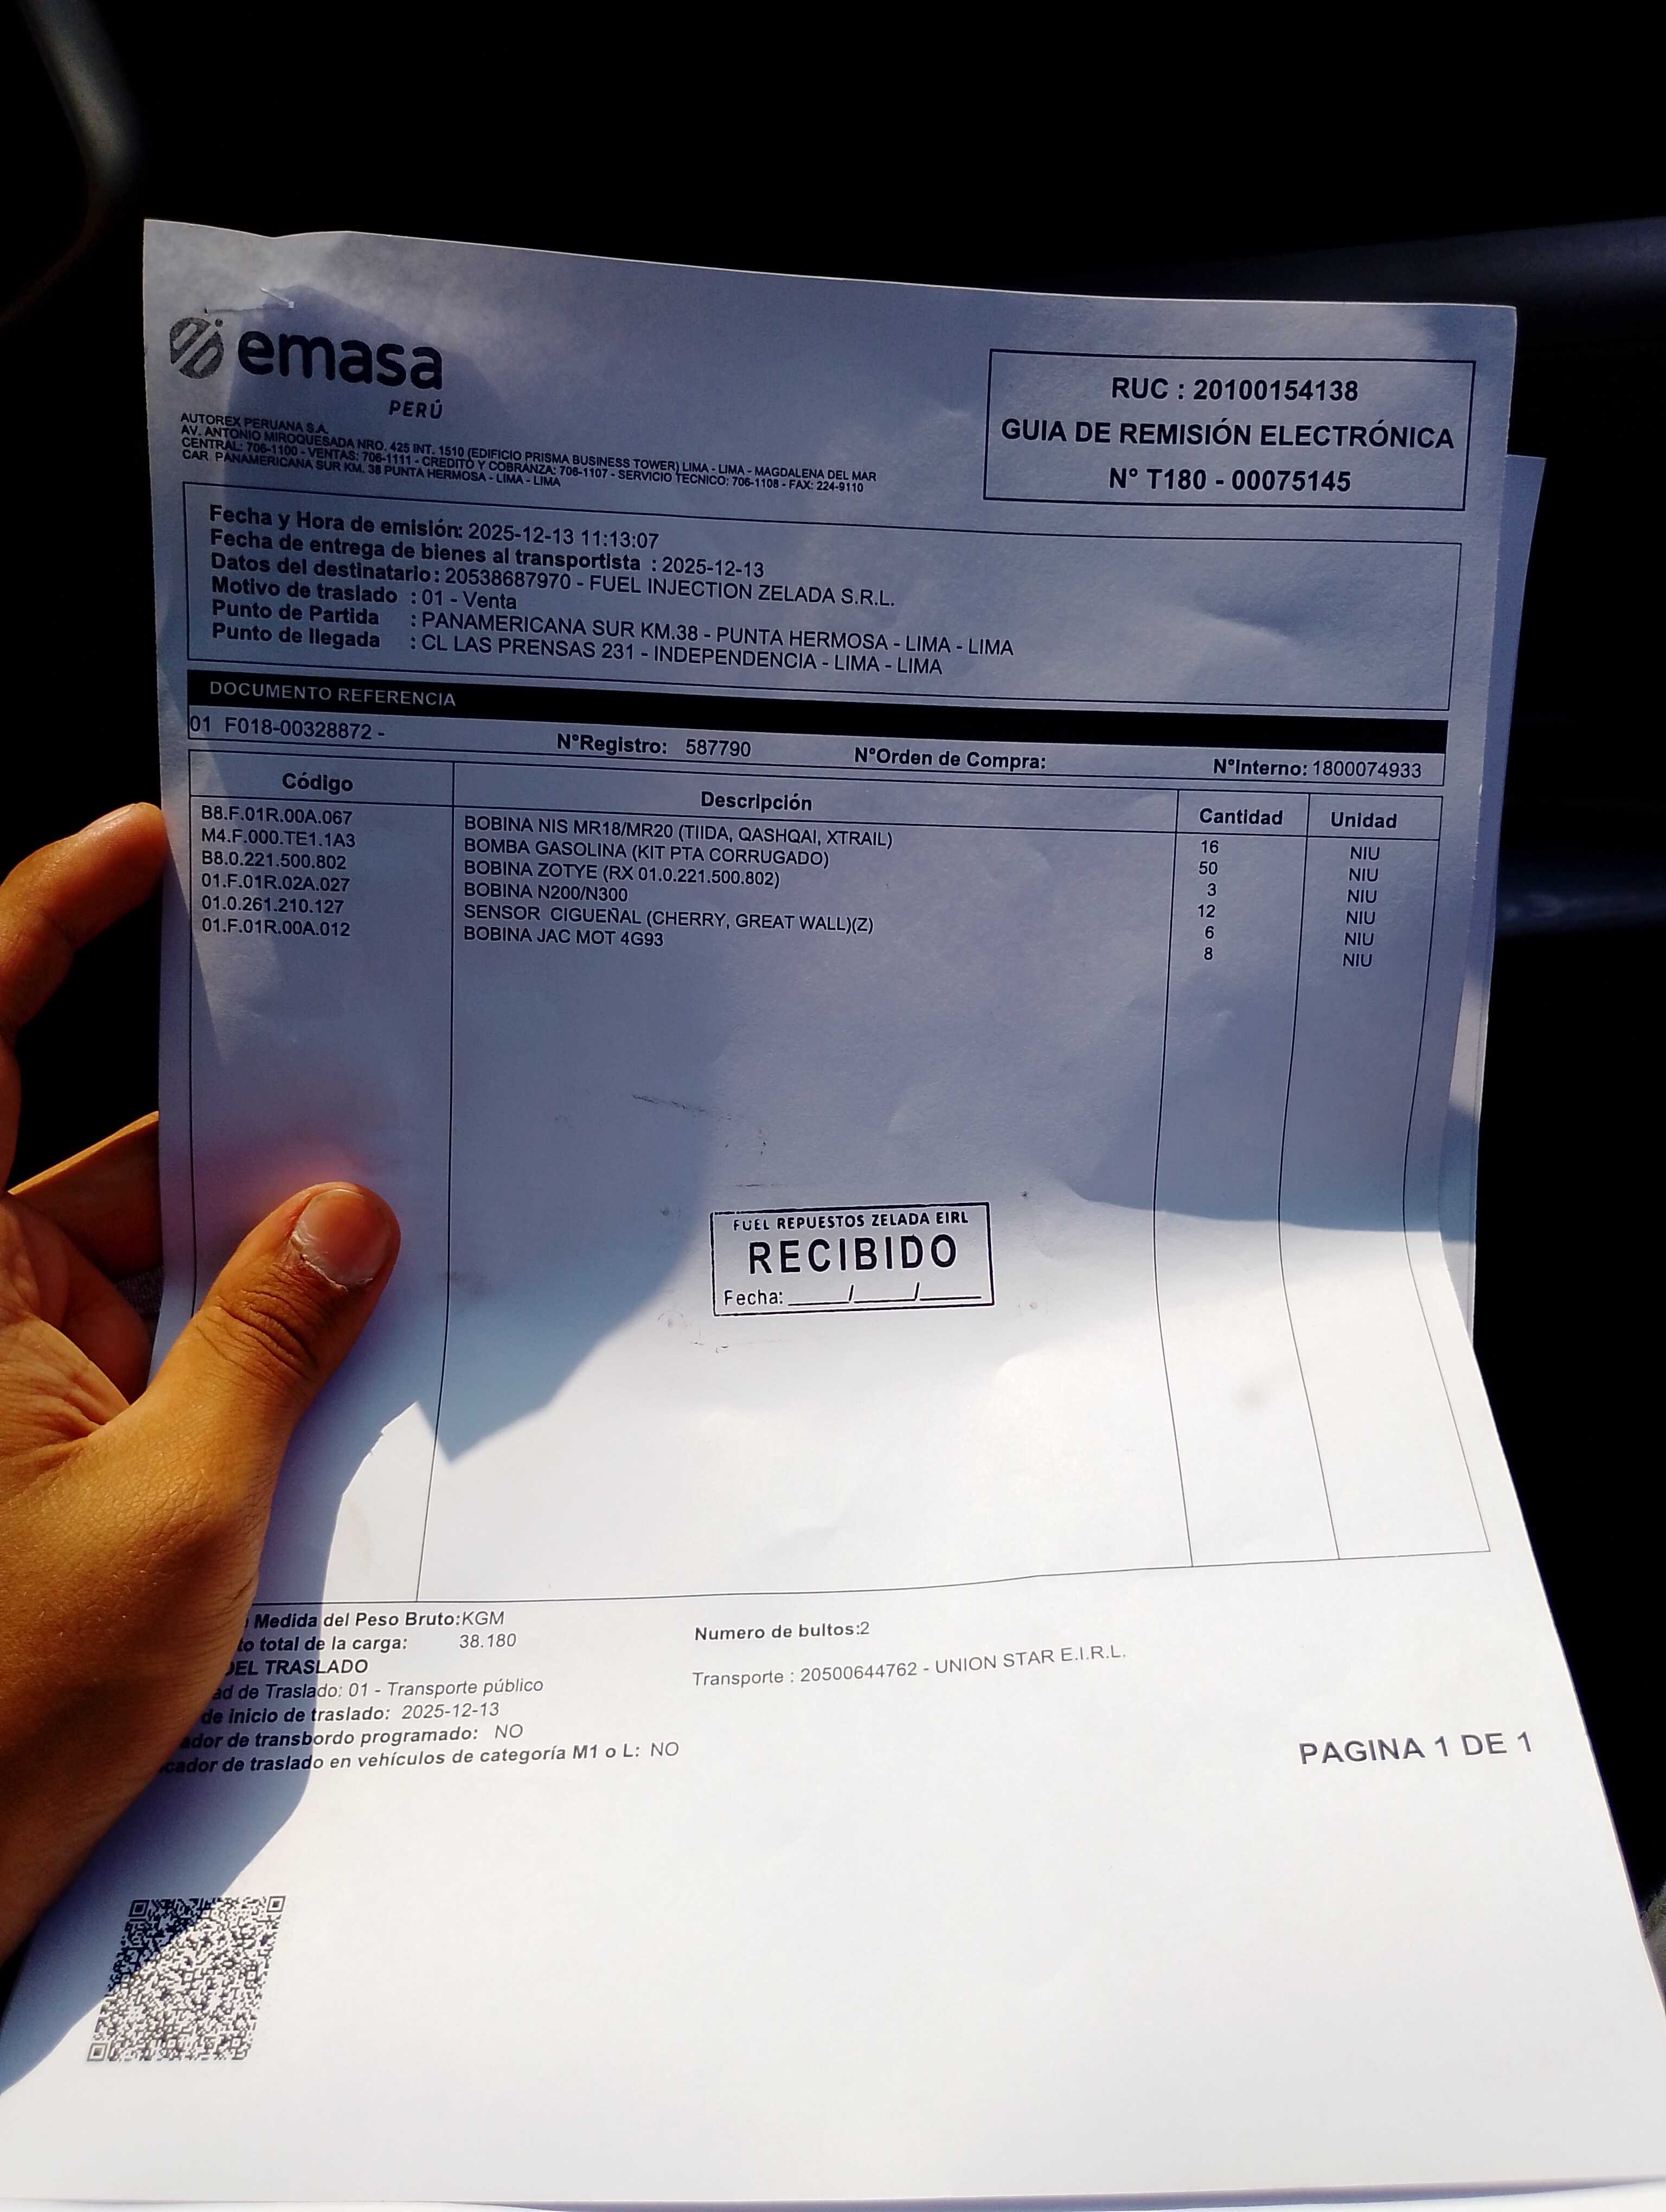 emasa
PERÚ
AUTOREX PERUANA S.A.
AV. ANTONIO MIROQUESADA NRO. 425 INT. 1510 (EDIFICIO PRISMA BUSINESS TOWER) LIMA - LIMA - MAGDALENA DEL MAR
CENTRAL: 706-1100 - VENTAS: 706-1111 - CREDITO Y COBRANZA: 706-1107 - SERVICIO TECNICO: 706-1108 - FAX: 224-9110
CAR. PANAMERICANA SUR KM. 38 PUNTA HERMOSA - LIMA - LIMA
RUC : 20100154138
GUIA DE REMISIÓN ELECTRÓNICA
N° T180 - 00075145
Fecha y Hora de emisión: 2025-12-13 11:13:07
Fecha de entrega de bienes al transportista : 2025-12-13
Datos del destinatario: 20538687970 - FUEL INJECTION ZELADA S.R.L.
Motivo de traslado : 01 - Venta
Punto de Partida : PANAMERICANA SUR KM.38 - PUNTA HERMOSA - LIMA - LIMA
Punto de llegada : CL LAS PRENSAS 231 - INDEPENDENCIA - LIMA - LIMA
DOCUMENTO REFERENCIA
01 F018-00328872 - N°Registro: 587790 N°Orden de Compra: N°Interno: 1800074933
Código Descripción Cantidad Unidad
B8.F.01R.00A.067 BOBINA NIS MR18/MR20 (TIIDA, QASHQAI, XTRAIL) 16 NIU
M4.F.000.TE1.1A3 BOMBA GASOLINA (KIT PTA CORRUGADO) 50 NIU
B8.0.221.500.802 BOBINA ZOTYE (RX 01.0.221.500.802) 3 NIU
01.F.01R.02A.027 BOBINA N200/N300 12 NIU
01.0.261.210.127 SENSOR CIGUEÑAL (CHERRY, GREAT WALL)(Z) 6 NIU
01.F.01R.00A.012 BOBINA JAC MOT 4G93 8 NIU
FUEL REPUESTOS ZELADA EIRL
RECIBIDO
Fecha: ____/____/____
Medida del Peso Bruto:KGM
to total de la carga: 38.180
Numero de bultos:2
DEL TRASLADO
ad de Traslado: 01 - Transporte público
Transporte : 20500644762 - UNION STAR E.I.R.L.
de inicio de traslado: 2025-12-13
ador de transbordo programado: NO
cador de traslado en vehículos de categoría M1 o L: NO
PAGINA 1 DE 1